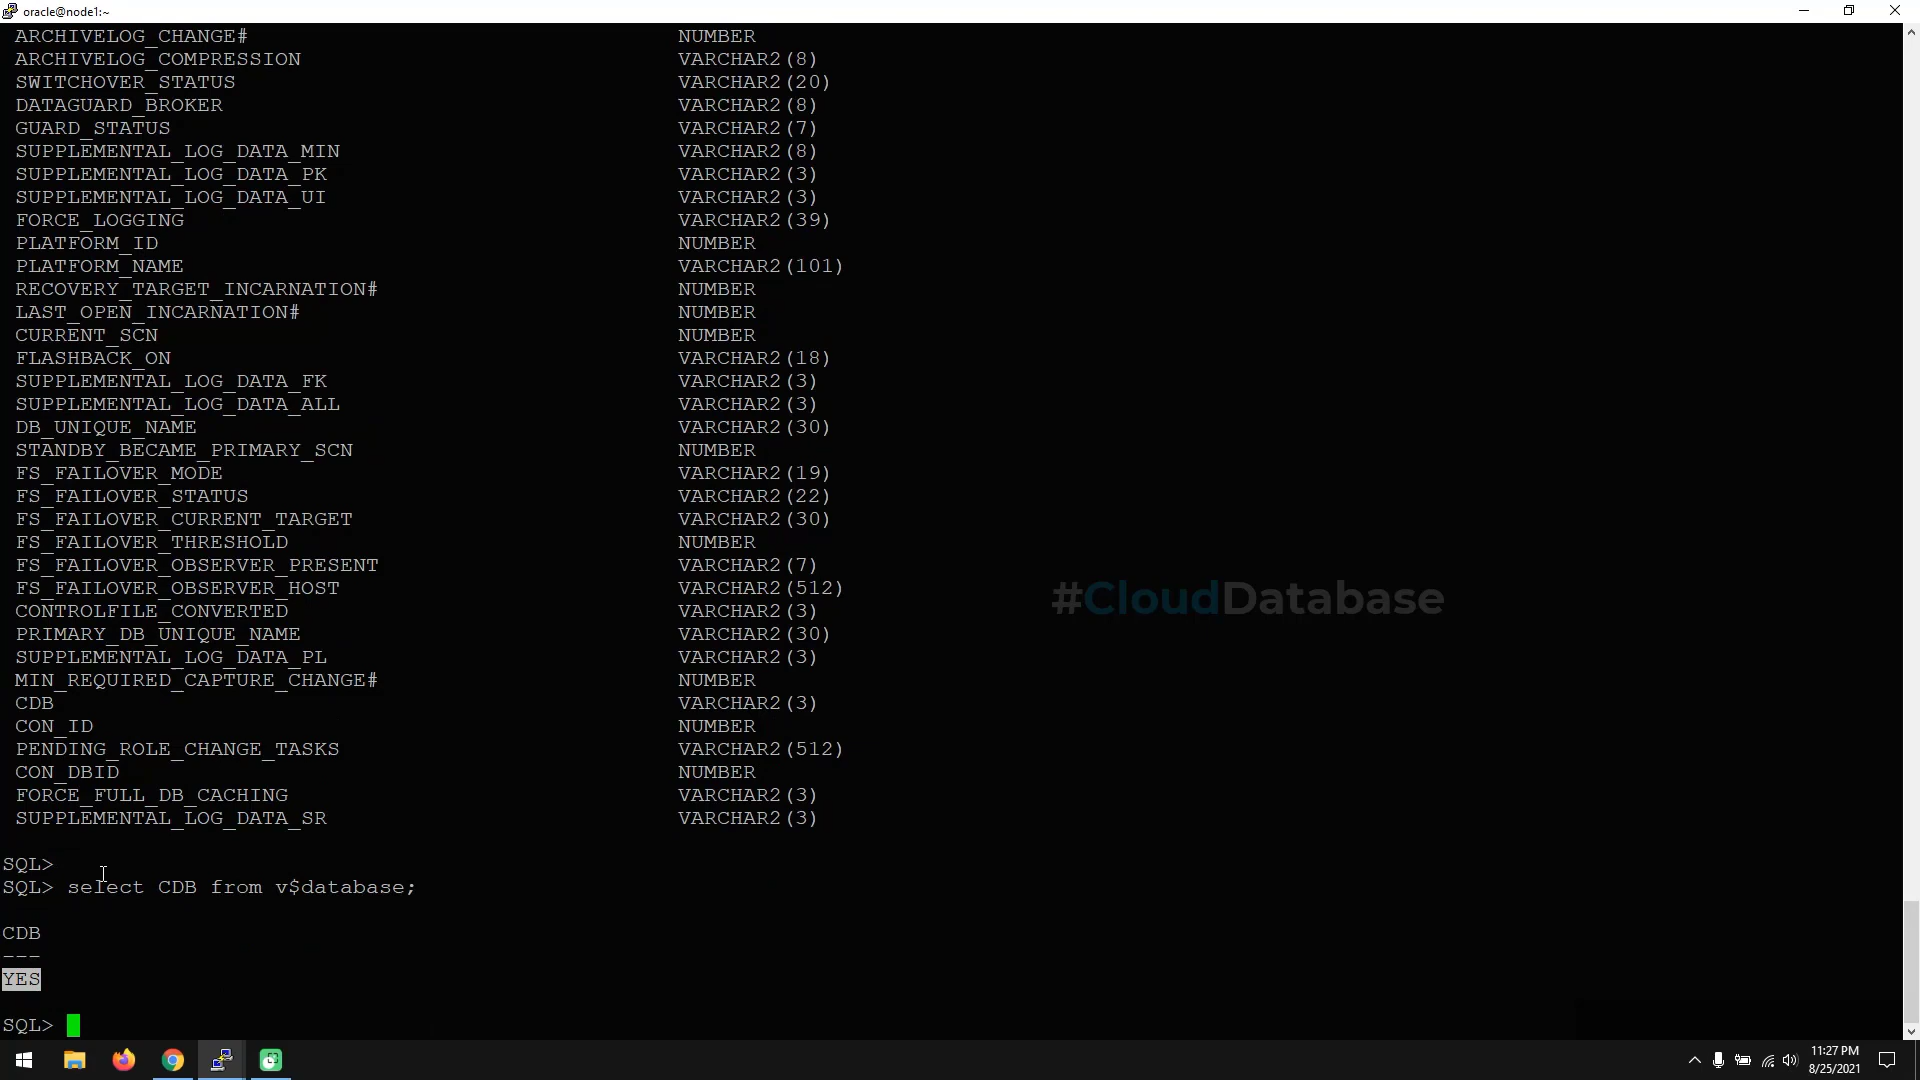 oracle@node1:~
ARCHIVELOG_CHANGE# NUMBER
ARCHIVELOG_COMPRESSION VARCHAR2(8)
SWITCHOVER_STATUS VARCHAR2(20)
DATAGUARD_BROKER VARCHAR2(8)
GUARD_STATUS VARCHAR2(7)
SUPPLEMENTAL_LOG_DATA_MIN VARCHAR2(8)
SUPPLEMENTAL_LOG_DATA_PK VARCHAR2(3)
SUPPLEMENTAL_LOG_DATA_UI VARCHAR2(3)
FORCE_LOGGING VARCHAR2(39)
PLATFORM_ID NUMBER
PLATFORM_NAME VARCHAR2(101)
RECOVERY_TARGET_INCARNATION# NUMBER
LAST_OPEN_INCARNATION# NUMBER
CURRENT_SCN NUMBER
FLASHBACK_ON VARCHAR2(18)
SUPPLEMENTAL_LOG_DATA_FK VARCHAR2(3)
SUPPLEMENTAL_LOG_DATA_ALL VARCHAR2(3)
DB_UNIQUE_NAME VARCHAR2(30)
STANDBY_BECAME_PRIMARY_SCN NUMBER
FS_FAILOVER_MODE VARCHAR2(19)
FS_FAILOVER_STATUS VARCHAR2(22)
FS_FAILOVER_CURRENT_TARGET VARCHAR2(30)
FS_FAILOVER_THRESHOLD NUMBER
FS_FAILOVER_OBSERVER_PRESENT VARCHAR2(7)
FS_FAILOVER_OBSERVER_HOST VARCHAR2(512)
#CloudDatabase
CONTROLFILE_CONVERTED VARCHAR2(3)
PRIMARY_DB_UNIQUE_NAME VARCHAR2(30)
SUPPLEMENTAL_LOG_DATA_PL VARCHAR2(3)
MIN_REQUIRED_CAPTURE_CHANGE# NUMBER
CDB VARCHAR2(3)
CON_ID NUMBER
PENDING_ROLE_CHANGE_TASKS VARCHAR2(512)
CON_DBID NUMBER
FORCE_FULL_DB_CACHING VARCHAR2(3)
SUPPLEMENTAL_LOG_DATA_SR VARCHAR2(3)
SQL>
SQL> select CDB from v$database;
CDB
---
YES
SQL>
11:27 PM
8/25/2021